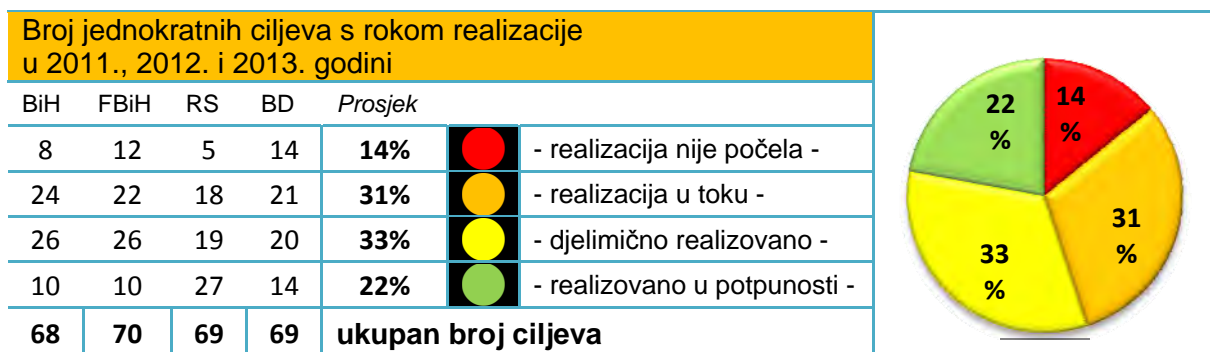 Broj jednokratnih ciljeva s rokom realizacije
u 2011., 2012. i 2013. godini
BiH FBiH RS BD Prosjek
8 12 5 14 14% - realizacija nije počela -
24 22 18 21 31% - realizacija u toku -
26 26 19 20 33% - djelimično realizovano -
10 10 27 14 22% - realizovano u potpunosti -
68 70 69 69 ukupan broj ciljeva
22
%
14
%
31
%
33
%